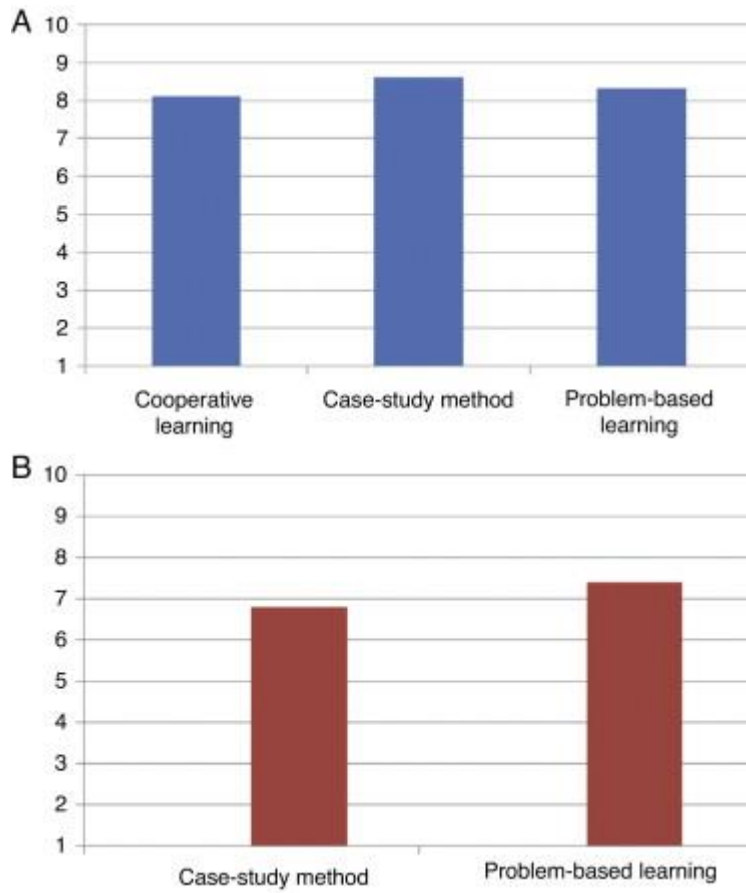 A
10
9
8
7
6
5
4
3
2
1
Cooperative
learning
Case-study method
Problem-based
learning
B
10
9
8
7
6
5
4
3
2
1
Case-study method
Problem-based learning